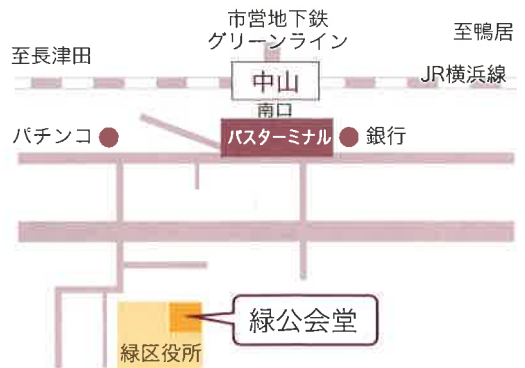 市営地下鉄
グリーンライン
至鴨居
至長津田
JR横浜線
中山
南口
パチンコ
バスターミナル
銀行
緑公会堂
緑区役所